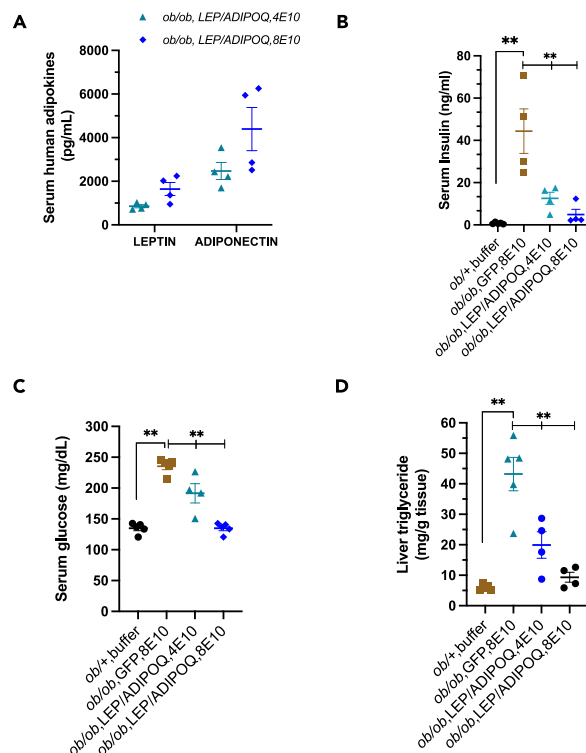 A
ob/ob, LEP/ADIPOQ,4E10
ob/ob, LEP/ADIPOQ,8E10
Serum human adipokines
(pg/mL)
8000
6000
4000
2000
0
LEPTIN
ADIPONECTIN
B
**
**
Serum Insulin (ng/ml)
80
60
40
20
0
ob/+,buffer
ob/ob,GFP,8E10
ob/ob,LEP/ADIPOQ,4E10
ob/ob,LEP/ADIPOQ,8E10
C
**
**
Serum glucose (mg/dL)
300
250
200
150
100
50
0
ob/+,buffer
ob/ob,GFP,8E10
ob/ob,LEP/ADIPOQ,4E10
ob/ob,LEP/ADIPOQ,8E10
D
**
**
Liver triglyceride
(mg/g tissue)
60
50
40
30
20
10
0
ob/+,buffer
ob/ob,GFP,8E10
ob/ob,LEP/ADIPOQ,4E10
ob/ob,LEP/ADIPOQ,8E10